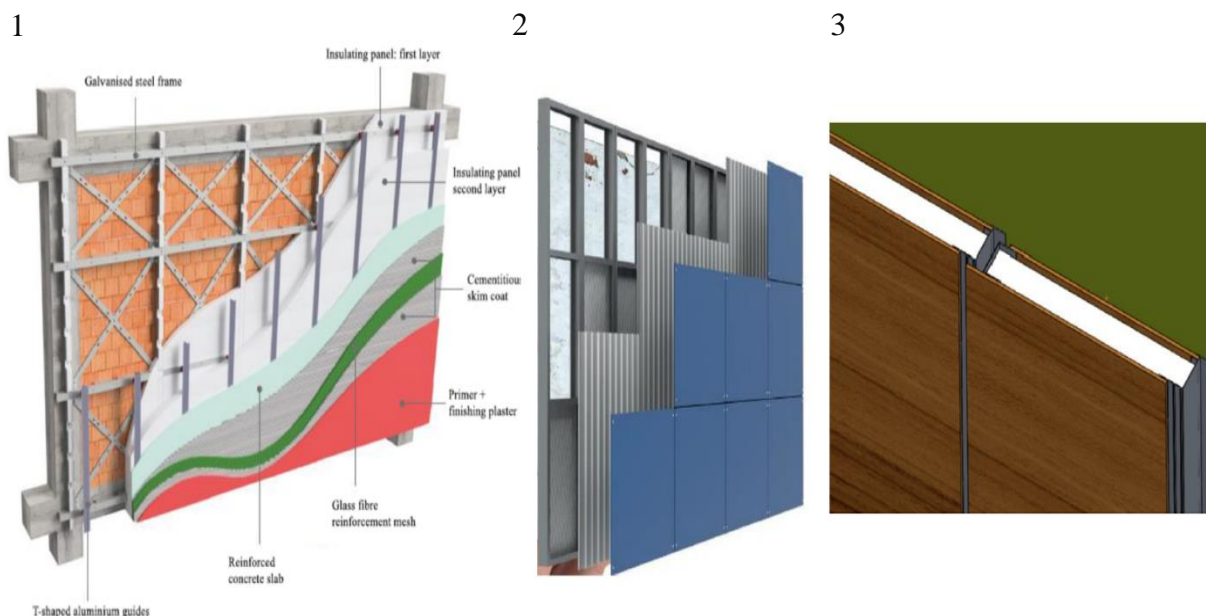 1
2
3
Insulating panel: first layer
Galvanised steel frame
Insulating panel
second layer
Cementitiou
skim coat
Primer +
finishing plaster
Glass fibre
reinforcement mesh
Reinforced
concrete slab
T-shaped aluminium guides